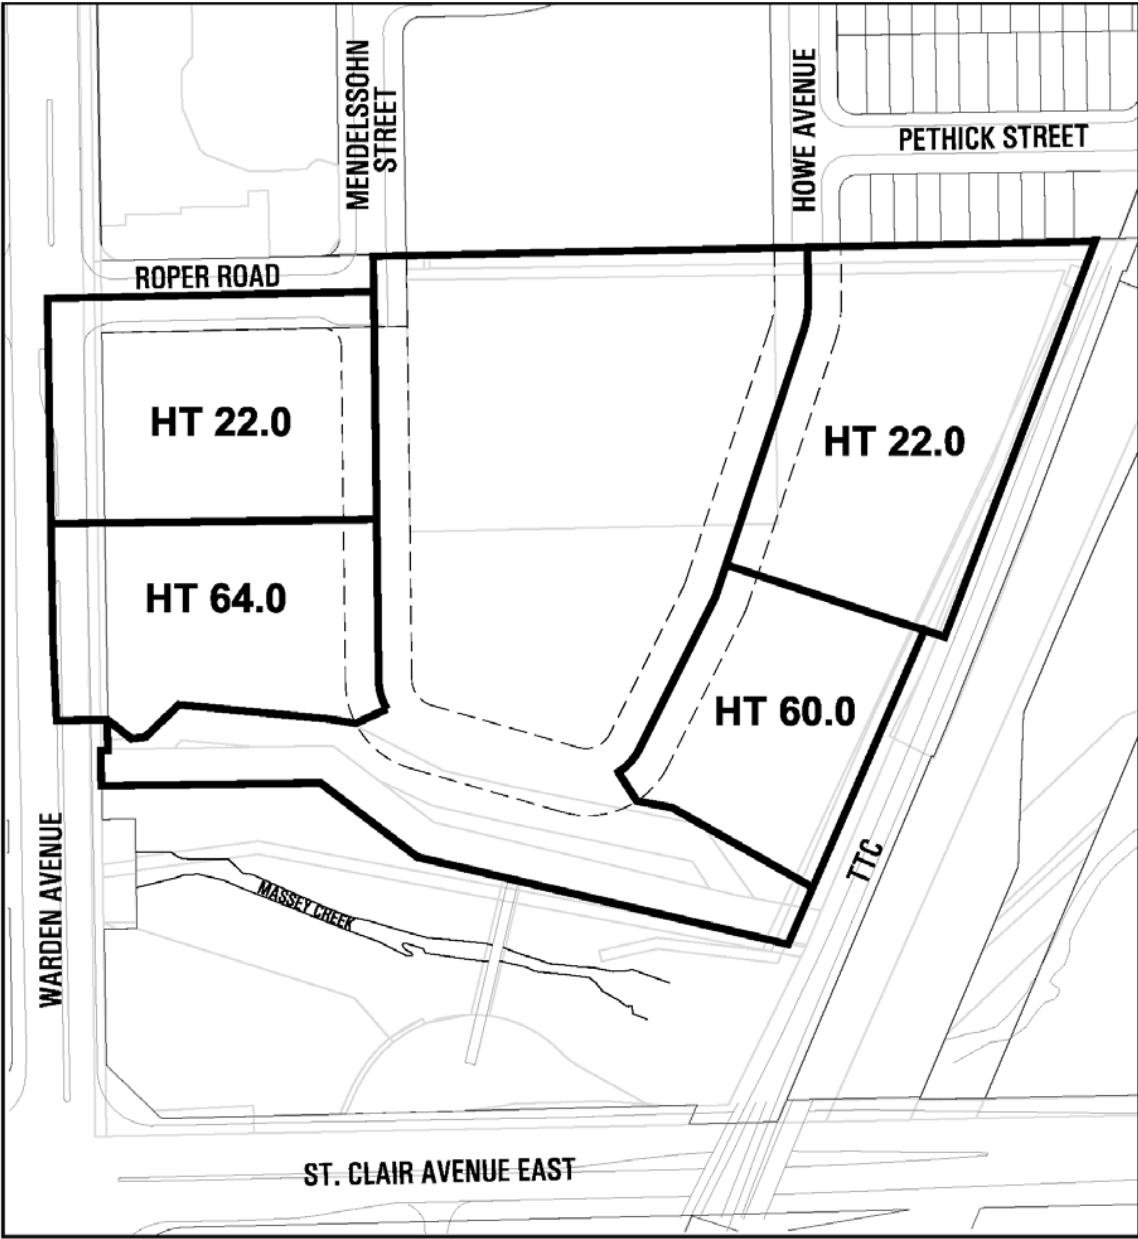 MENDELSSOHN
STREET
HOWE AVENUE
PETHICK STREET
ROPER ROAD
HT 22.0
HT 22.0
HT 64.0
HT 60.0
WARDEN AVENUE
TTC
MASSEY CREEK
ST. CLAIR AVENUE EAST